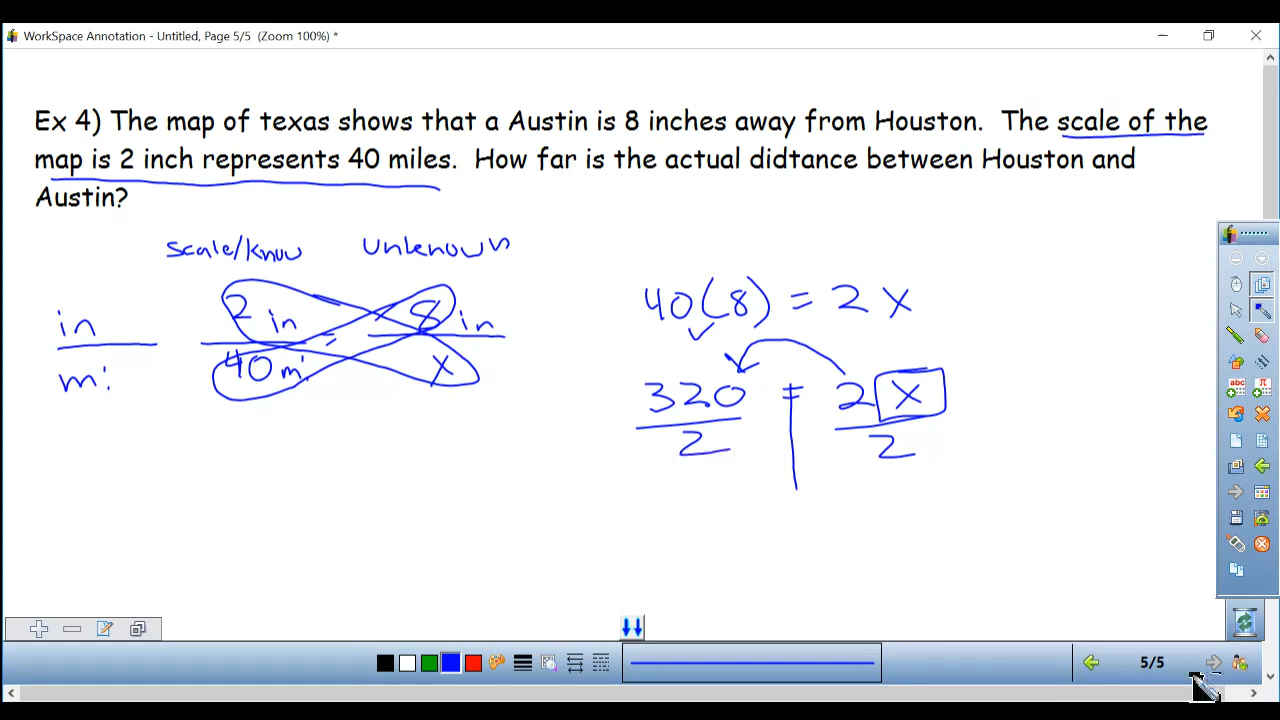 WorkSpace Annotation - Untitled, Page 5/5 (Zoom 100%) *
Ex 4) The map of texas shows that a Austin is 8 inches away from Houston. The scale of the
map is 2 inch represents 40 miles. How far is the actual didtance between Houston and
Austin?
scale/know unknown
in 2 in = 8 in
mi 40 mi x
40(8) = 2x
320 = 2x
2 2
abc π
5/5